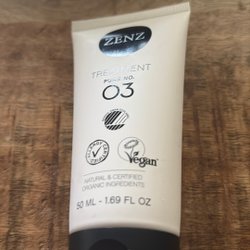 ZENZ
TREATMENT
PURE NO.
03
Vegan
NATURAL & CERTIFIED
ORGANIC INGREDIENTS
50 ML - 1.69 FL OZ